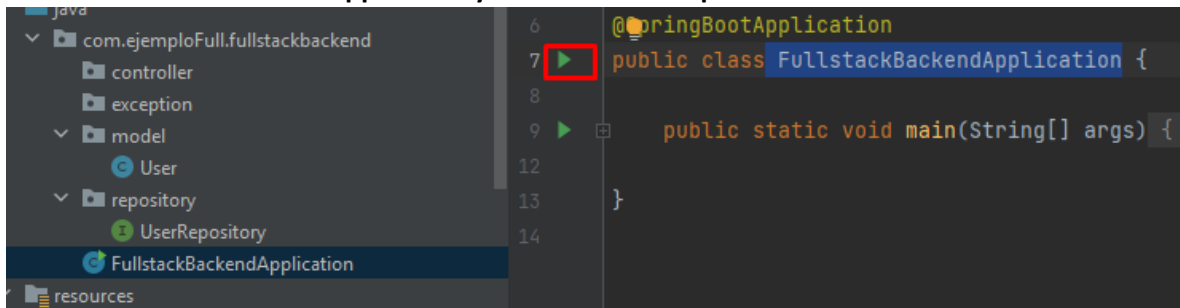 java
com.ejemploFull.fullstackbackend
controller
exception
model
User
repository
UserRepository
FullstackBackendApplication
resources
6 @SpringBootApplication
7 public class FullstackBackendApplication {
8
9 public static void main(String[] args) {
12
13 }
14